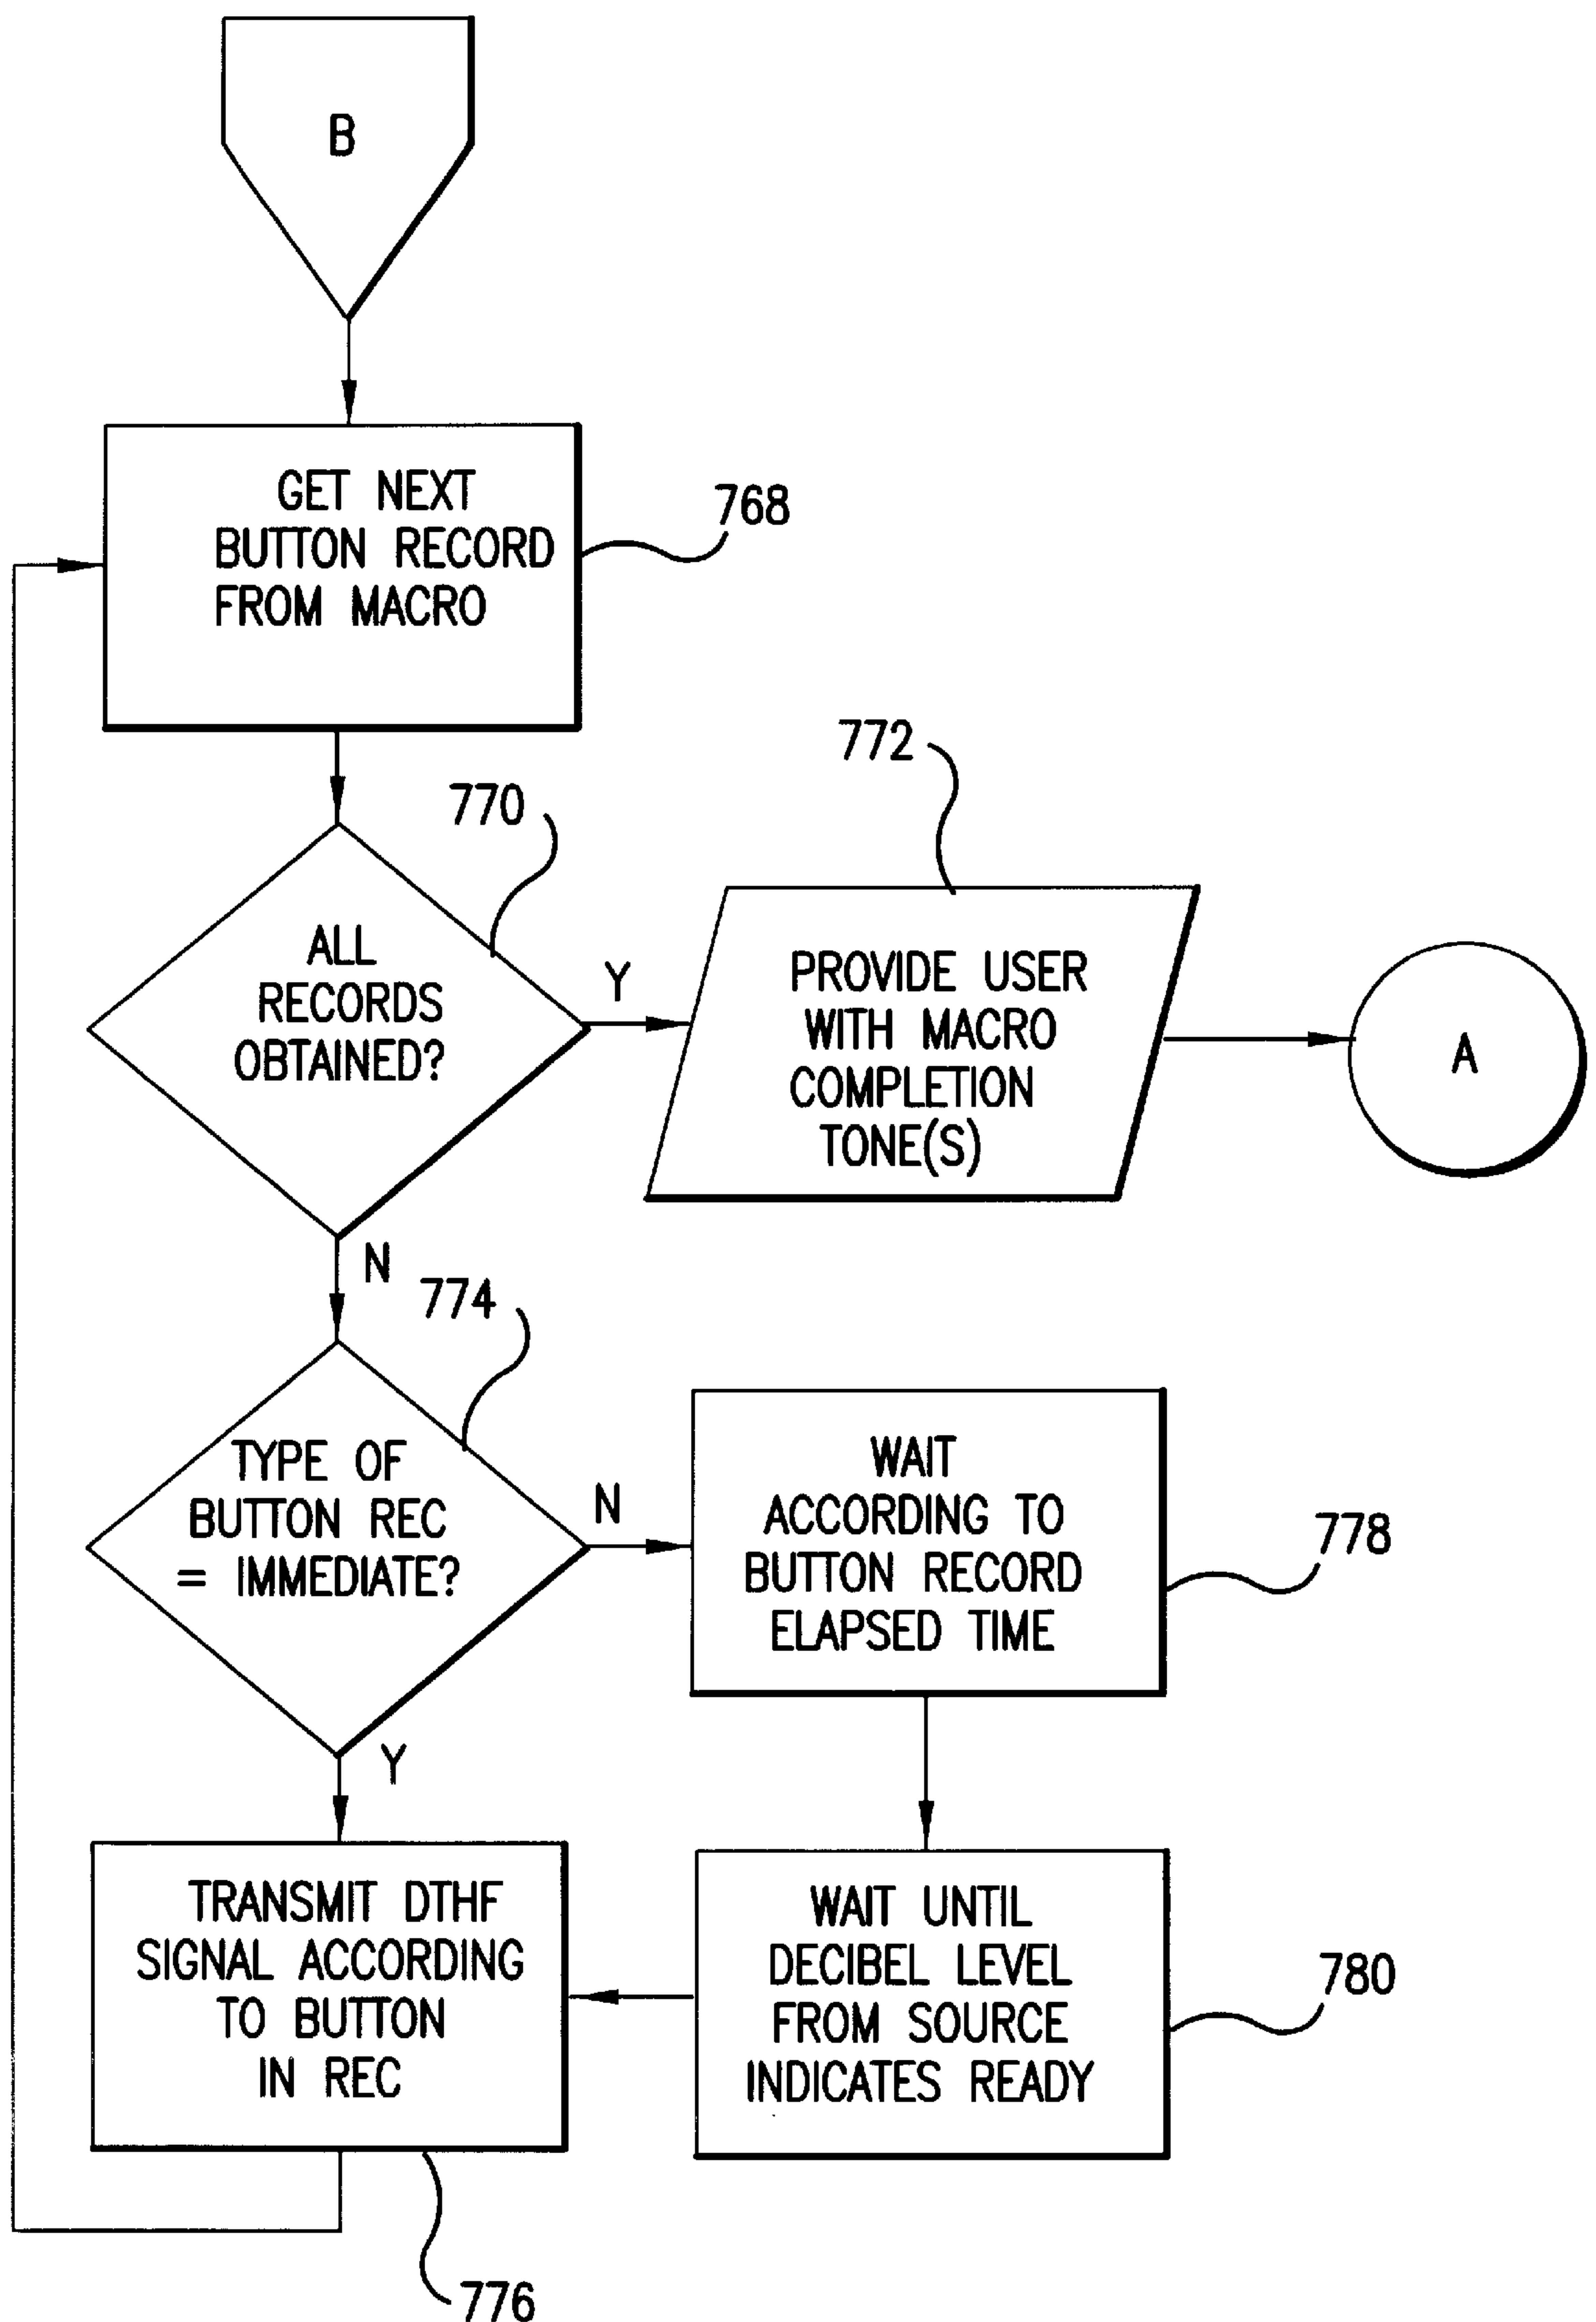 B
GET NEXT
BUTTON RECORD
FROM MACRO
768
770
ALL
RECORDS
OBTAINED?
Y
772
PROVIDE USER
WITH MACRO
COMPLETION
TONE(S)
A
N
774
TYPE OF
BUTTON REC
= IMMEDIATE?
N
WAIT
ACCORDING TO
BUTTON RECORD
ELAPSED TIME
778
Y
TRANSMIT DTHF
SIGNAL ACCORDING
TO BUTTON
IN REC
776
WAIT UNTIL
DECIBEL LEVEL
FROM SOURCE
INDICATES READY
780